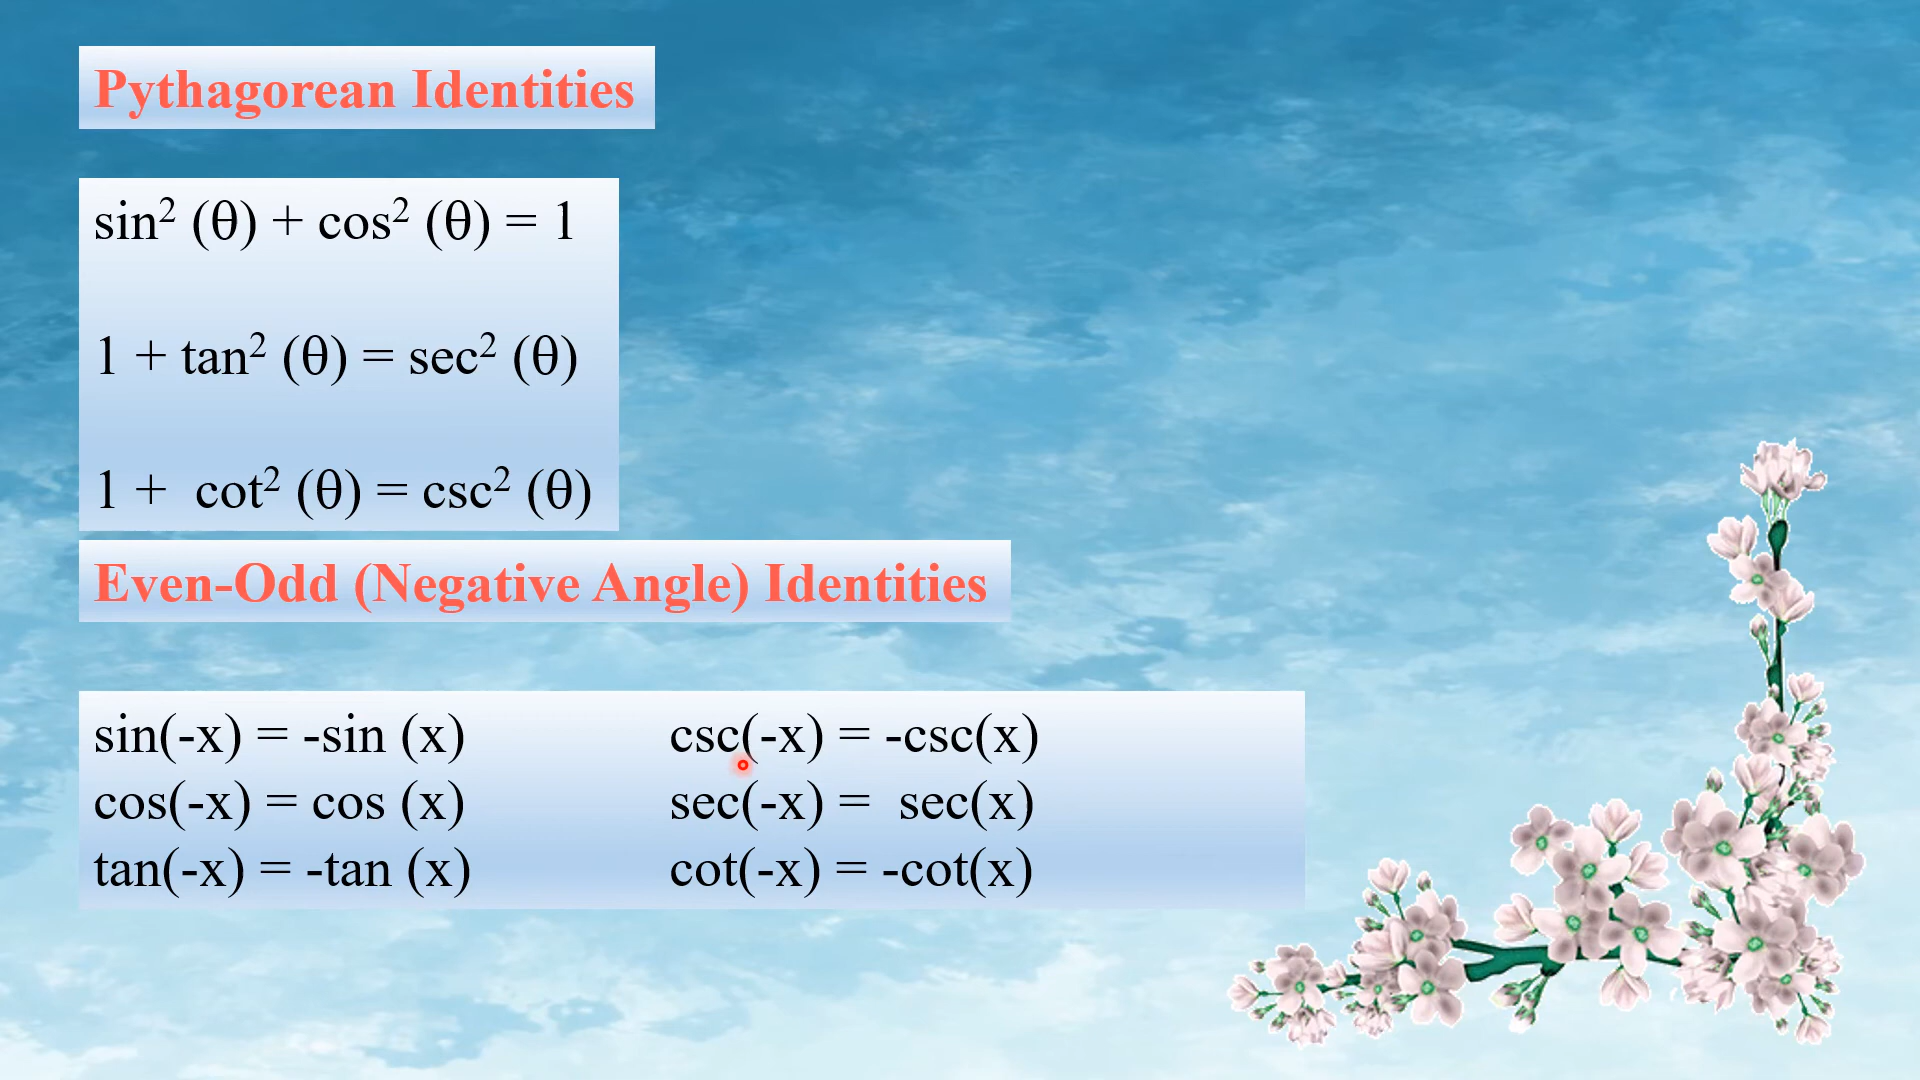 Pythagorean Identities
sin² (θ) + cos² (θ) = 1
1 + tan² (θ) = sec² (θ)
1 +  cot² (θ) = csc² (θ)
Even-Odd (Negative Angle) Identities
sin(-x) = -sin (x) csc(-x) = -csc(x)
cos(-x) = cos (x) sec(-x) =  sec(x)
tan(-x) = -tan (x) cot(-x) = -cot(x)